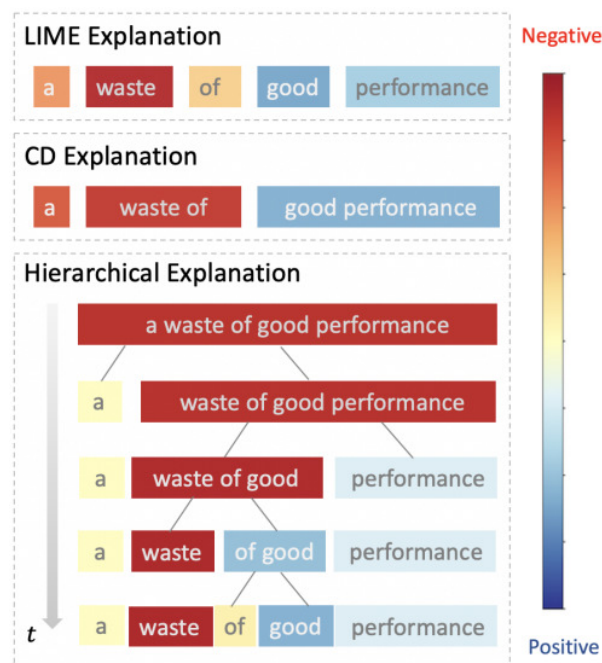 LIME Explanation
Negative
a waste of good performance
CD Explanation
a waste of good performance
Hierarchical Explanation
a waste of good performance
a waste of good performance
a waste of good performance
a waste of good performance
a waste of good performance
t
Positive